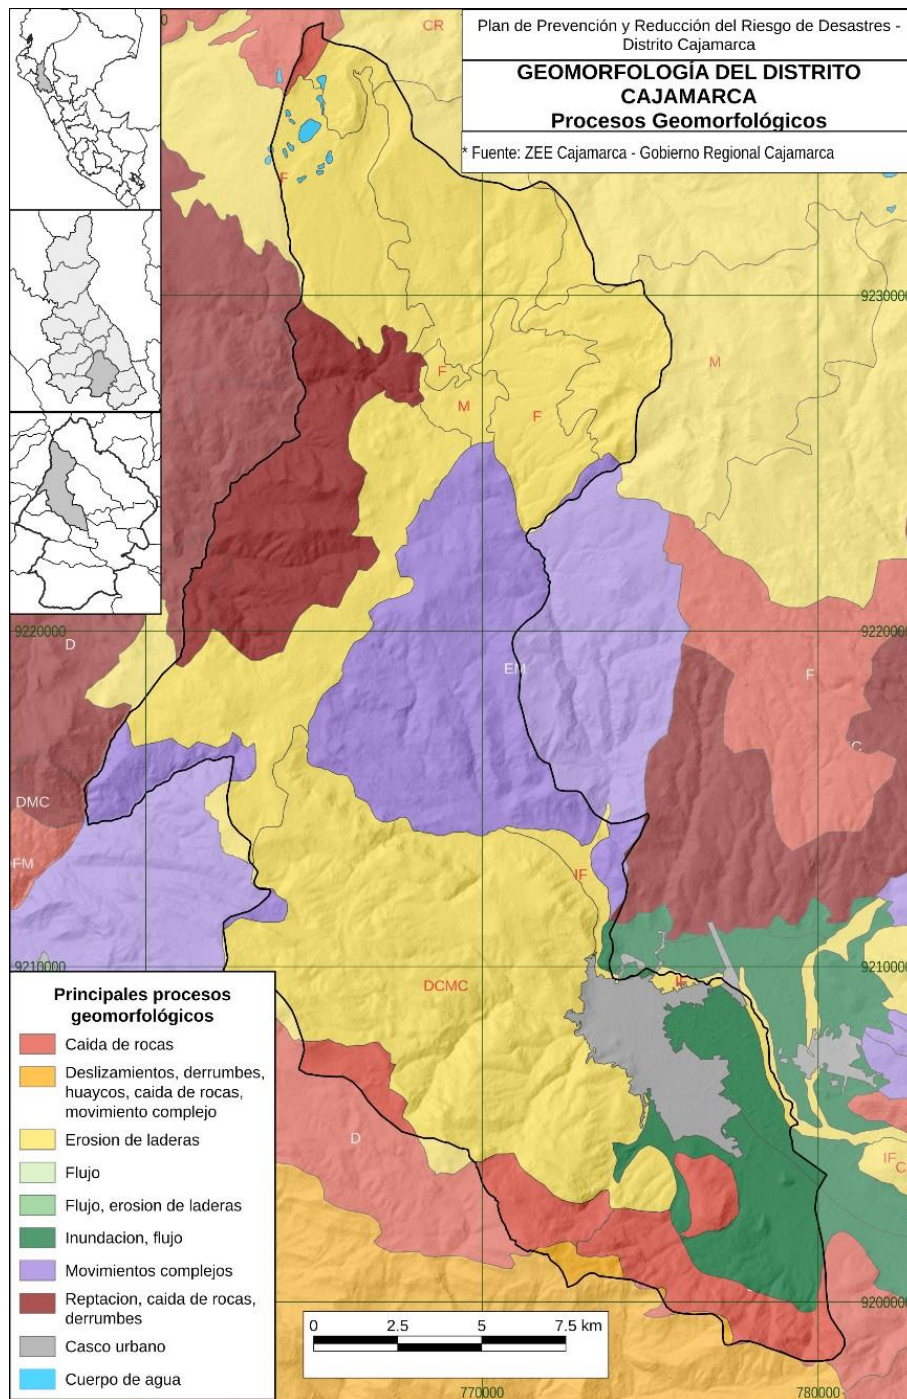 Plan de Prevención y Reducción del Riesgo de Desastres -
Distrito Cajamarca
GEOMORFOLOGÍA DEL DISTRITO
CAJAMARCA
Procesos Geomorfológicos
* Fuente: ZEE Cajamarca - Gobierno Regional Cajamarca
0
CR
F
9230000
F
M
M
F
9220000
9220000
D
EM
F
C
DMC
FM
IF
9210000
9210000
DCMC
D
IF
C
9200000
770000
780000
Principales procesos
geomorfológicos
Caida de rocas
Deslizamientos, derrumbes,
huaycos, caida de rocas,
movimiento complejo
Erosion de laderas
Flujo
Flujo, erosion de laderas
Inundacion, flujo
Movimientos complejos
Reptacion, caida de rocas,
derrumbes
Casco urbano
Cuerpo de agua
0 2.5 5 7.5 km